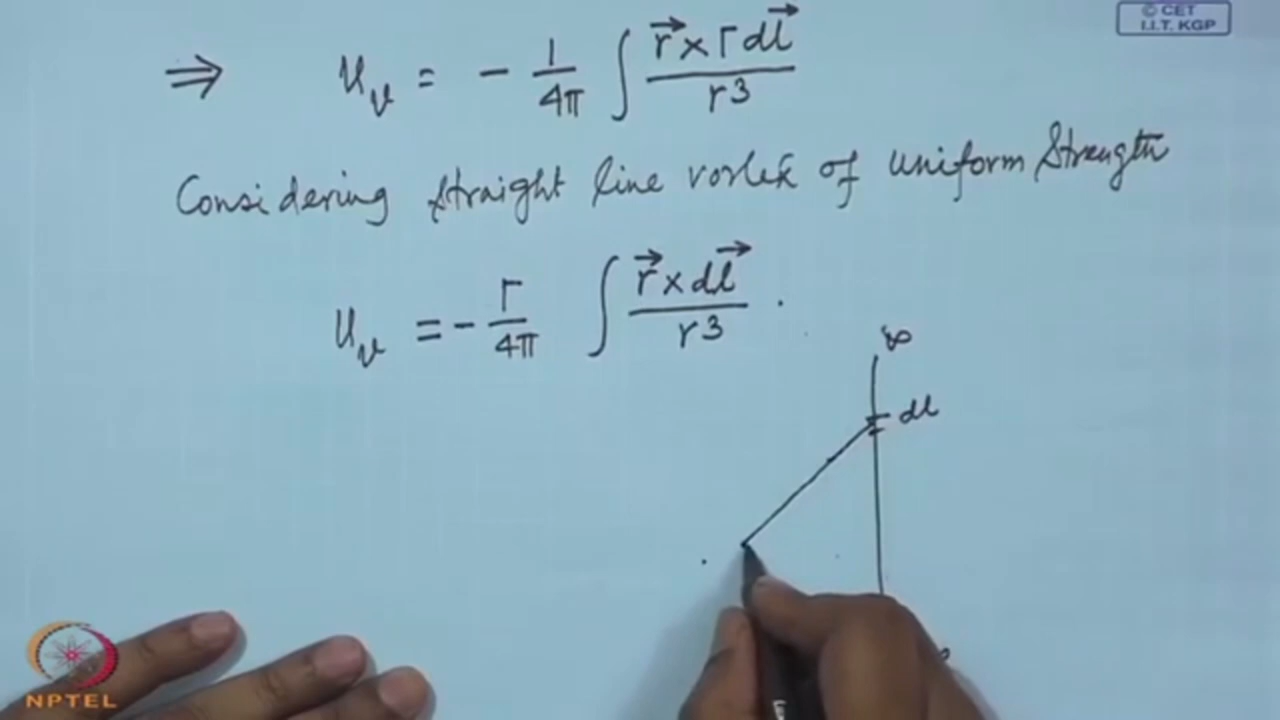 © CET
I.I.T. KGP
⇒ u_v = - 1/4π ∫ r⃗ × Γ dl⃗ / r³
Considering straight line vortex of uniform strength
u_v = - Γ/4π ∫ r⃗ × dl⃗ / r³ .
∞
dl
NPTEL